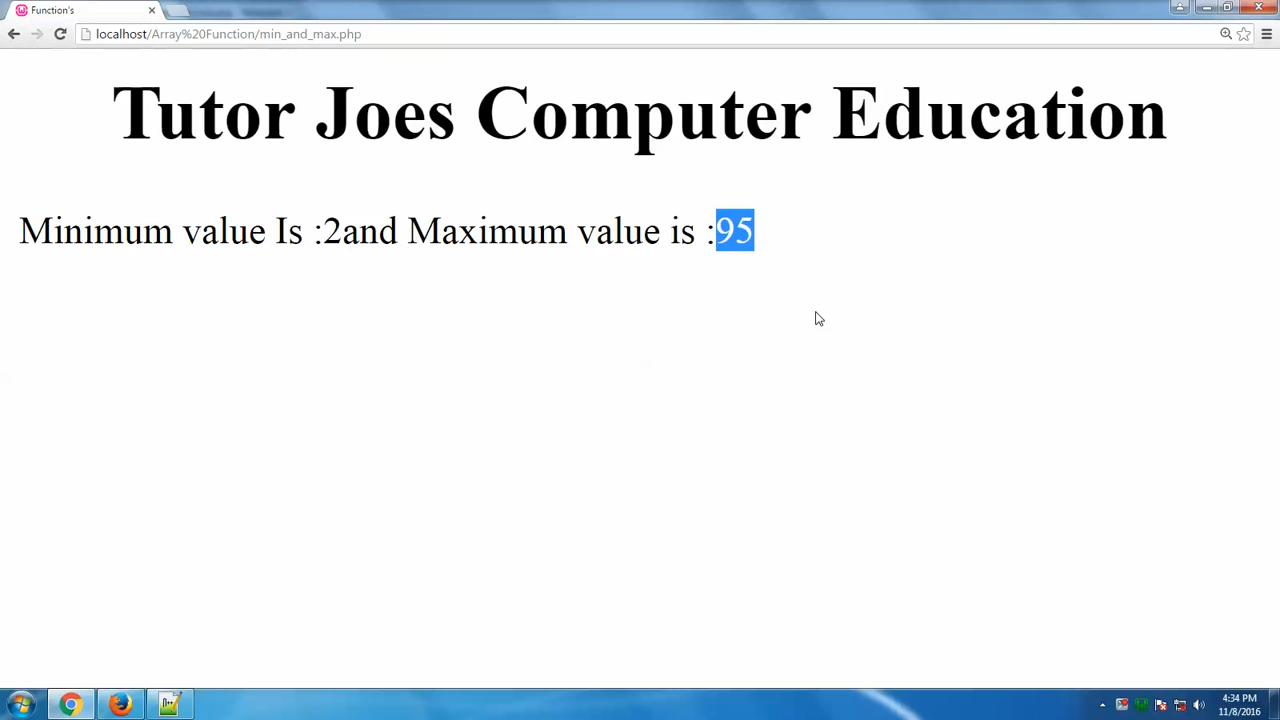 Function's
localhost/Array%20Function/min_and_max.php
Tutor Joes Computer Education
Minimum value Is :2and Maximum value is :95
4:34 PM
11/8/2016